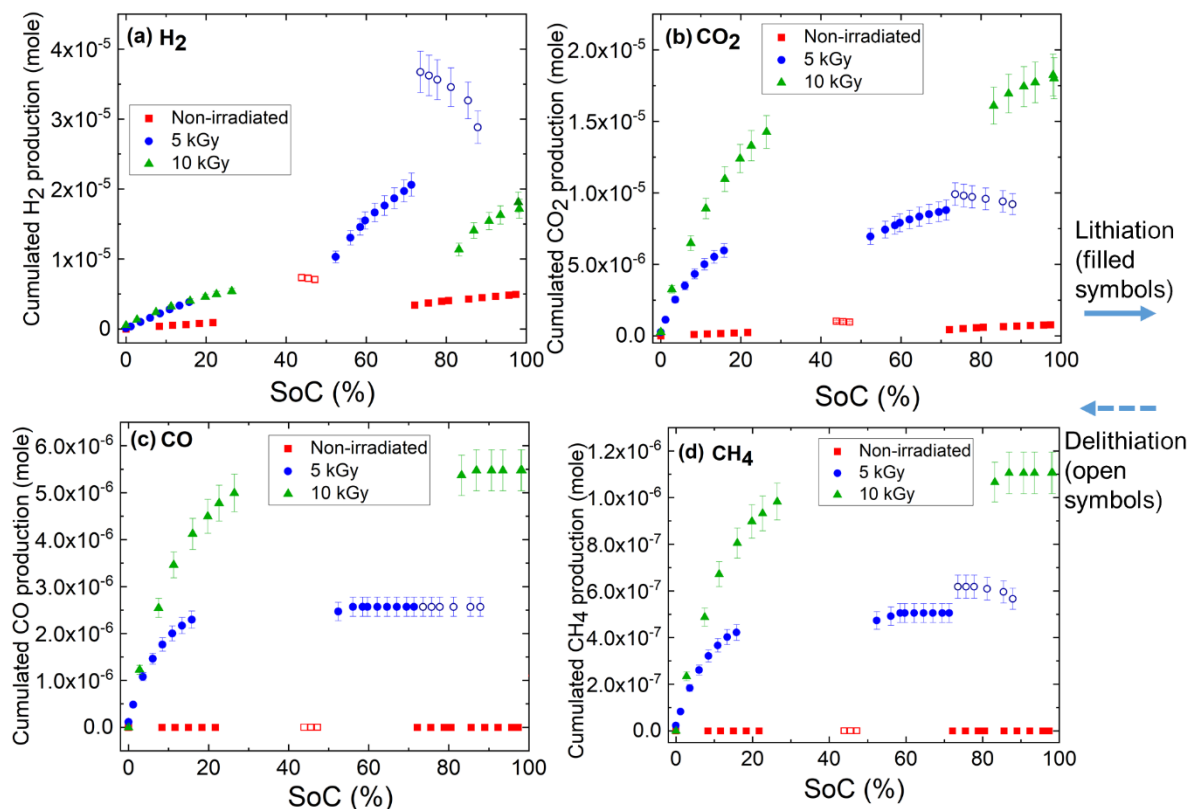 (a) H2
Cumulated H2 production (mole)
4x10-5
3x10-5
2x10-5
1x10-5
0
Non-irradiated
5 kGy
10 kGy
0 20 40 60 80 100
SoC (%)
(b) CO2
Cumulated CO2 production (mole)
2.0x10-5
1.5x10-5
1.0x10-5
5.0x10-6
0.0
Non-irradiated
5 kGy
10 kGy
0 20 40 60 80 100
SoC (%)
Lithiation
(filled
symbols)
(c) CO
Cumulated CO production (mole)
6.0x10-6
5.0x10-6
4.0x10-6
3.0x10-6
2.0x10-6
1.0x10-6
0.0
Non-irradiated
5 kGy
10 kGy
0 20 40 60 80 100
SoC (%)
(d) CH4
Cumulated CH4 production (mole)
1.2x10-6
1.0x10-6
8.0x10-7
6.0x10-7
4.0x10-7
2.0x10-7
0.0
Non-irradiated
5 kGy
10 kGy
0 20 40 60 80 100
SoC (%)
Delithiation
(open
symbols)